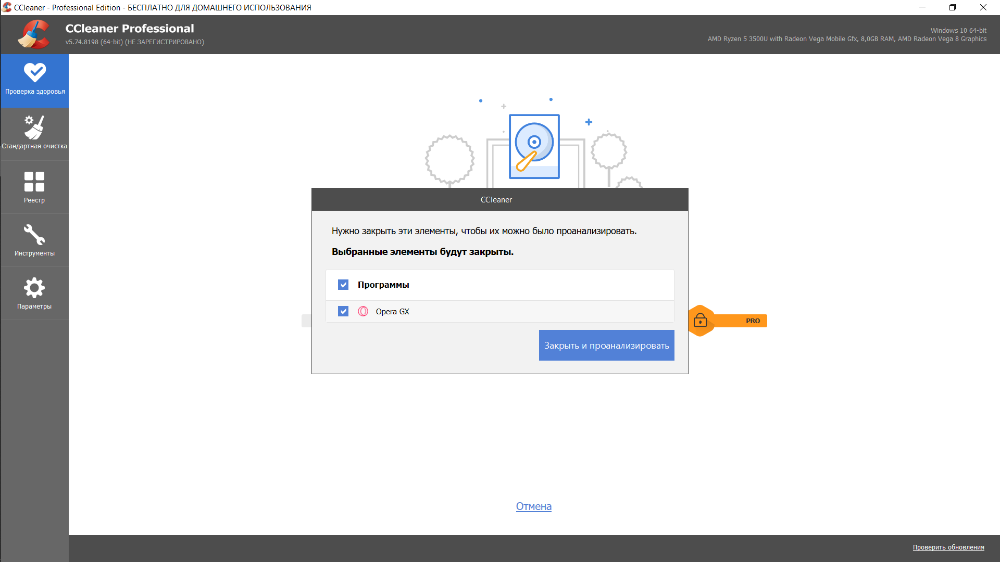 CCleaner - Professional Edition - БЕСПЛАТНО ДЛЯ ДОМАШНЕГО ИСПОЛЬЗОВАНИЯ
CCleaner Professional
v5.74.8198 (64-bit) (НЕ ЗАРЕГИСТРИРОВАНО)
Windows 10 64-bit
AMD Ryzen 5 3500U with Radeon Vega Mobile Gfx, 8,0GB RAM, AMD Radeon Vega 8 Graphics
Проверка здоровья
Стандартная очистка
Реестр
Инструменты
Параметры
CCleaner
Нужно закрыть эти элементы, чтобы их можно было проанализировать.
Выбранные элементы будут закрыты.
Программы
Opera GX
Закрыть и проанализировать
PRO
Отмена
Проверить обновления